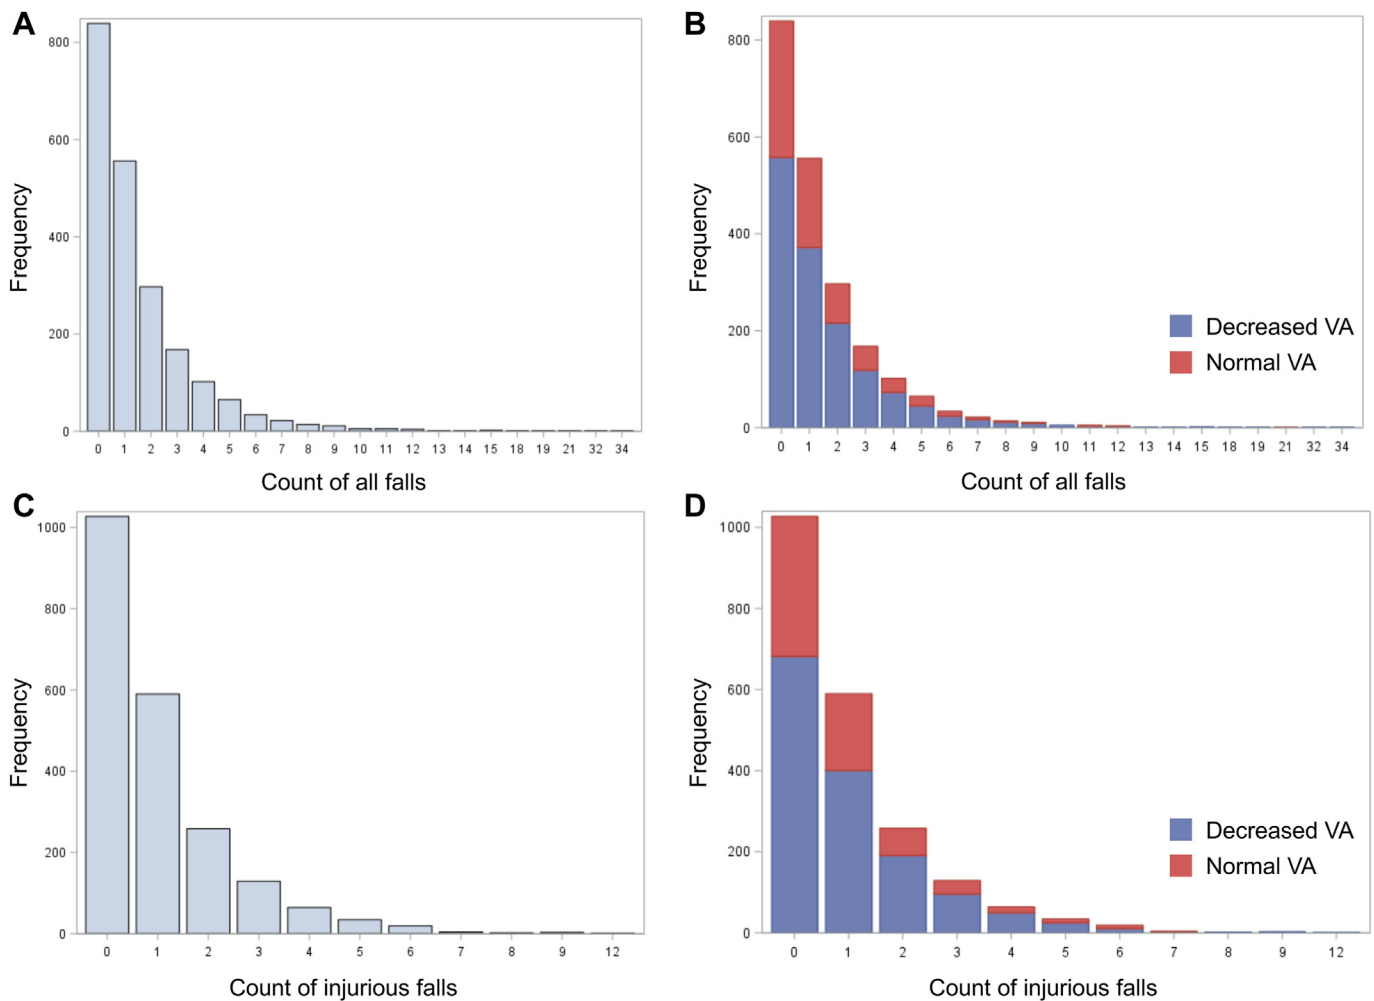 A
800
600
400
200
0
Frequency
0 1 2 3 4 5 6 7 8 9 10 11 12 13 14 15 18 19 21 32 34
Count of all falls
B
800
600
400
200
0
Frequency
Decreased VA
Normal VA
0 1 2 3 4 5 6 7 8 9 10 11 12 13 14 15 18 19 21 32 34
Count of all falls
C
1000
800
600
400
200
0
Frequency
0 1 2 3 4 5 6 7 8 9 12
Count of injurious falls
D
1000
800
600
400
200
0
Frequency
Decreased VA
Normal VA
0 1 2 3 4 5 6 7 8 9 12
Count of injurious falls